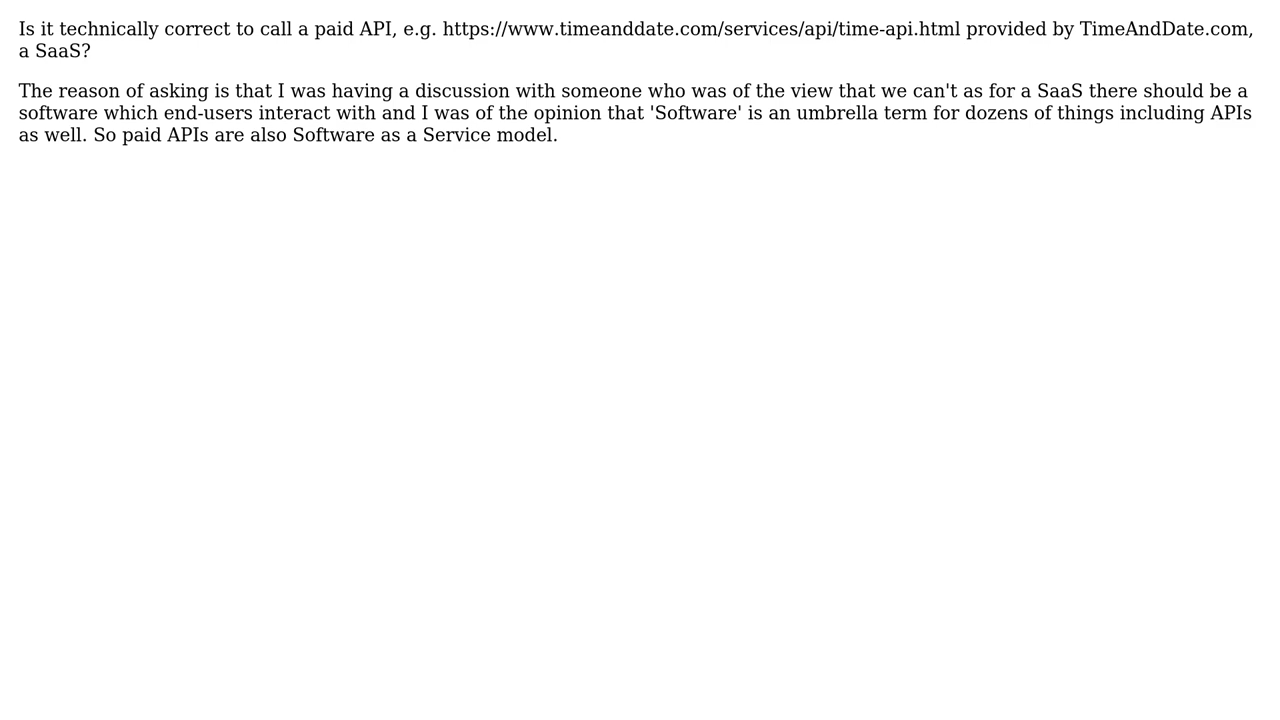 Is it technically correct to call a paid API, e.g. https://www.timeanddate.com/services/api/time-api.html provided by TimeAndDate.com,
a SaaS?
The reason of asking is that I was having a discussion with someone who was of the view that we can't as for a SaaS there should be a
software which end-users interact with and I was of the opinion that 'Software' is an umbrella term for dozens of things including APIs
as well. So paid APIs are also Software as a Service model.